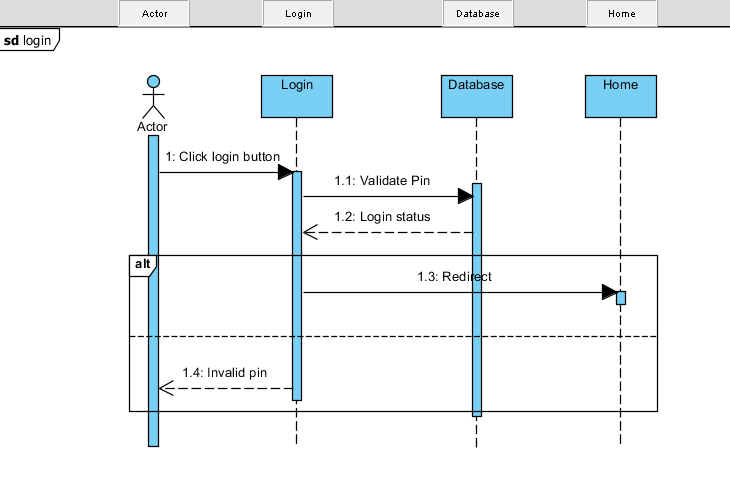 Actor Login Database Home
sd login
Login Database Home
Actor
1: Click login button
1.1: Validate Pin
1.2: Login status
alt
1.3: Redirect
1.4: Invalid pin